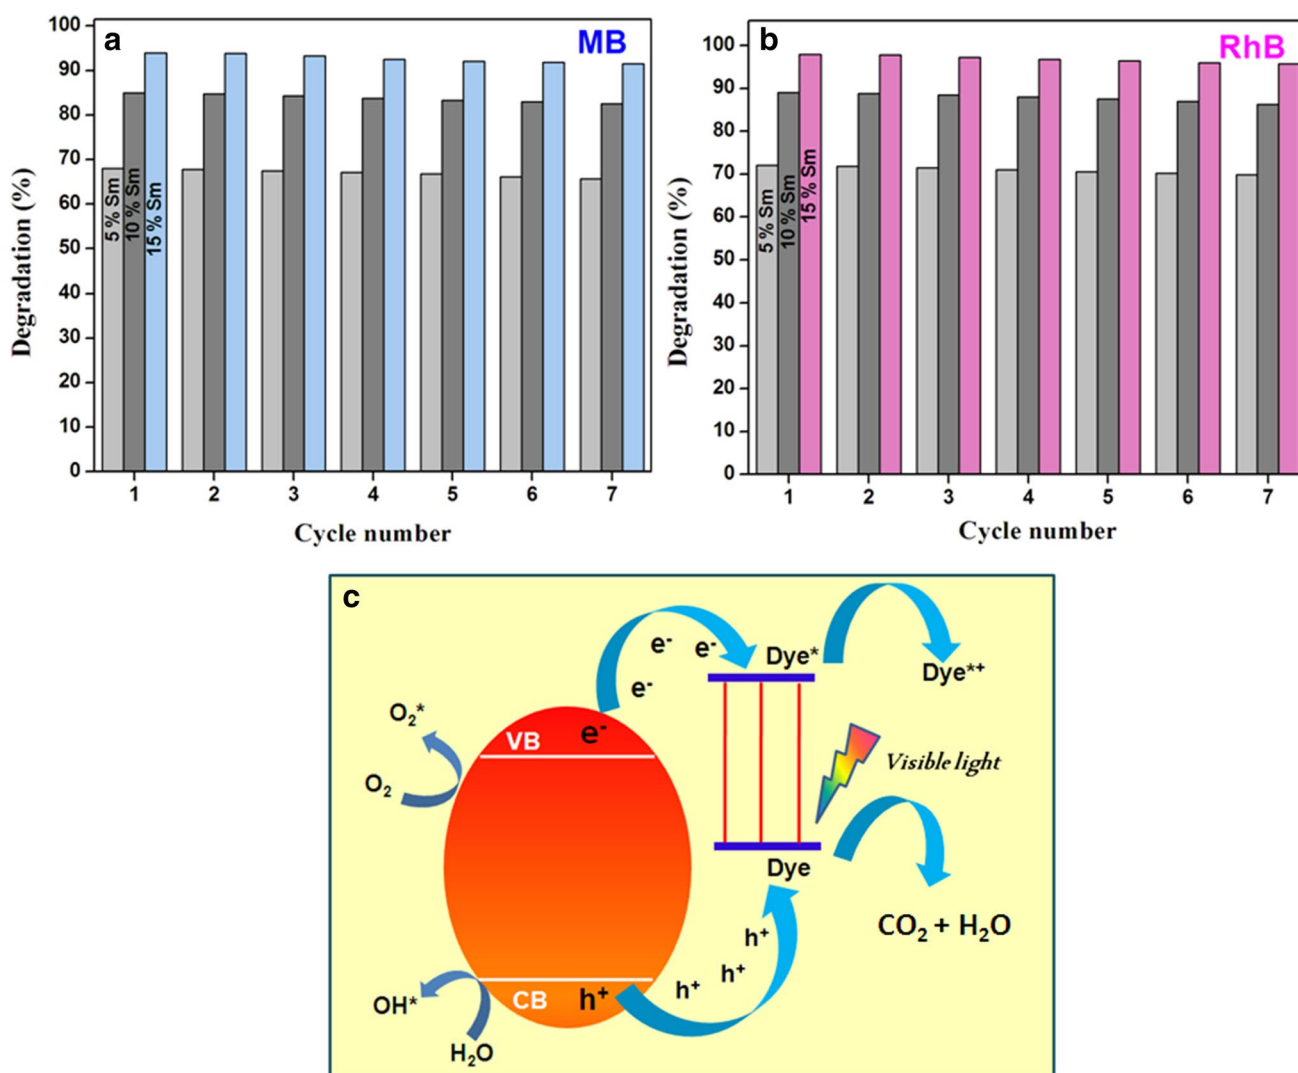 a
MB
100
90
80
70
60
50
40
30
20
10
0
Degradation (%)
5 % Sm
10 % Sm
15 % Sm
1 2 3 4 5 6 7
Cycle number
b
RhB
100
90
80
70
60
50
40
30
20
10
0
Degradation (%)
5 % Sm
10 % Sm
15 % Sm
1 2 3 4 5 6 7
Cycle number
c
e⁻ e⁻
e⁻
Dye*
Dye*⁺
O₂*
O₂
VB e⁻
Visible light
Dye
CO₂ + H₂O
h⁺
h⁺
h⁺
CB h⁺
OH*
H₂O